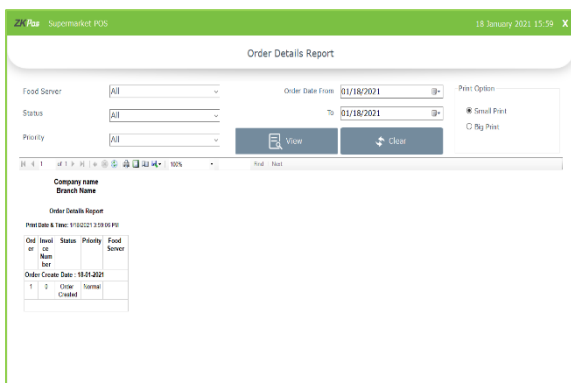 ZKPos Supermarket POS 18 January 2021 15:59 X
Order Details Report
Food Server All Order Date From 01/18/2021 Print Option
Status All To 01/18/2021 Small Print
Big Print
Priority All View Clear
1 of 1 100% Find Next
Company name
Branch Name
Order Details Report
Print Date & Time: 1/18/2021 3:59:06 PM
Ord Invoi Status Priority Food
er ce Server
Num
ber
Order Create Date : 18-01-2021
1 Order Normal
Created